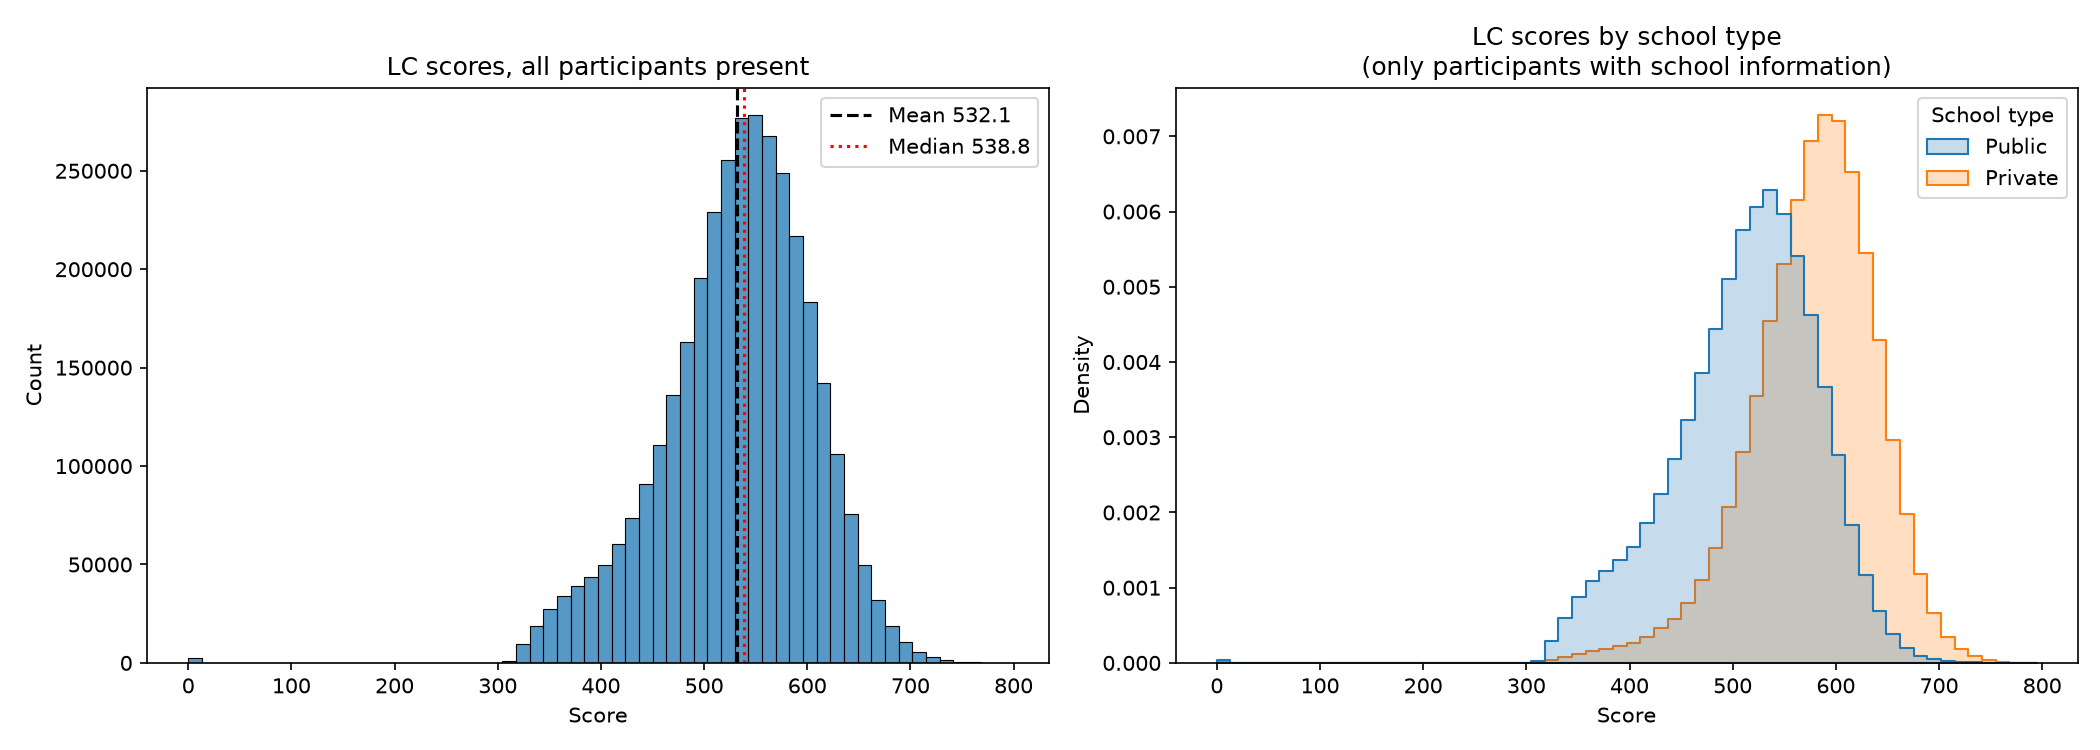 LC scores, all participants present
Mean 532.1
Median 538.8
Count
250000
200000
150000
100000
50000
0
0 100 200 300 400 500 600 700 800
Score
LC scores by school type
(only participants with school information)
School type
Public
Private
Density
0.007
0.006
0.005
0.004
0.003
0.002
0.001
0.000
0 100 200 300 400 500 600 700 800
Score